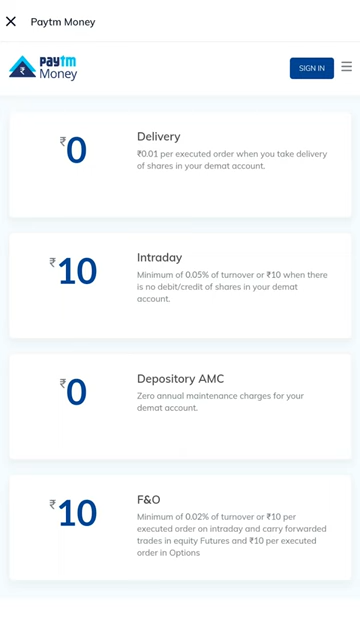 Paytm Money
paytm
₹
Money
SIGN IN
₹0
Delivery
₹0.01 per executed order when you take delivery
of shares in your demat account.
₹10
Intraday
Minimum of 0.05% of turnover or ₹10 when there
is no debit/credit of shares in your demat
account.
₹0
Depository AMC
Zero annual maintenance charges for your
demat account.
₹10
F&O
Minimum of 0.02% of turnover or ₹10 per
executed order on intraday and carry forwarded
trades in equity Futures and ₹10 per executed
order in Options